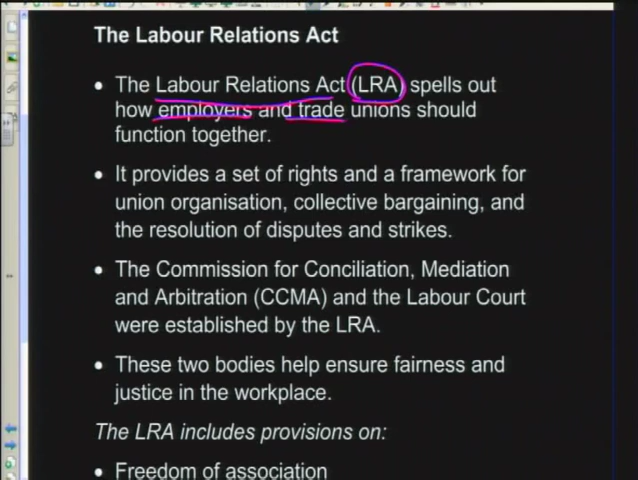 The Labour Relations Act
• The Labour Relations Act (LRA) spells out
how employers and trade unions should
function together.
• It provides a set of rights and a framework for
union organisation, collective bargaining, and
the resolution of disputes and strikes.
• The Commission for Conciliation, Mediation
and Arbitration (CCMA) and the Labour Court
were established by the LRA.
• These two bodies help ensure fairness and
justice in the workplace.
The LRA includes provisions on:
• Freedom of association